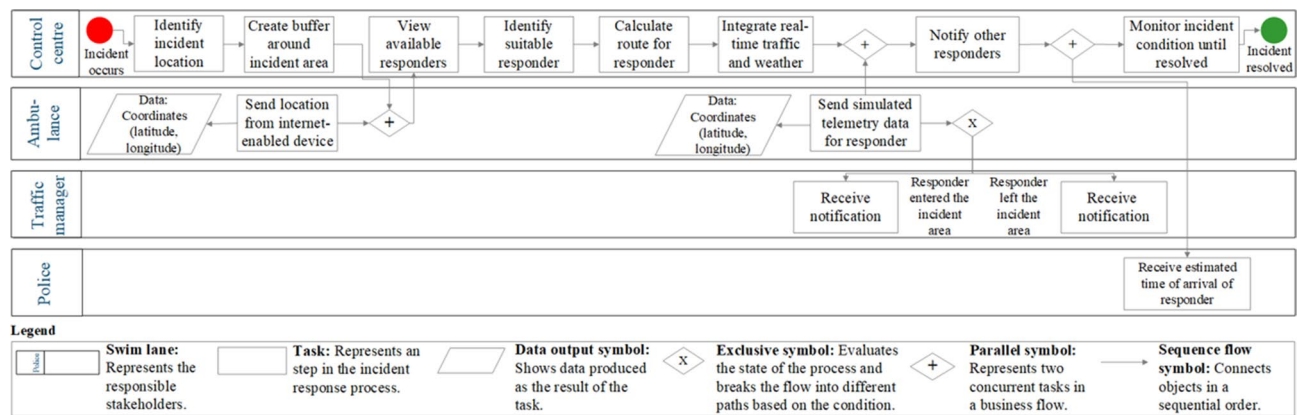 Control
centre
Incident
occurs
Identify
incident
location
Create buffer
around
incident area
View
available
responders
Identify
suitable
responder
Calculate
route for
responder
Integrate real-
time traffic
and weather
+
Notify other
responders
+
Monitor incident
condition until
resolved
Incident
resolved
Ambu-
lance
Data:
Coordinates
(latitude,
longitude)
Send location
from internet-
enabled device
+
Data:
Coordinates
(latitude,
longitude)
Send simulated
telemetry data
for responder
X
Traffic
manager
Receive
notification
Responder
entered the
incident
area
Responder
left the
incident
area
Receive
notification
Police
Receive estimated
time of arrival of
responder
Legend
Police
Swim lane:
Represents the
responsible
stakeholders.
Task: Represents an
step in the incident
response process.
Data output symbol:
Shows data produced
as the result of the
task.
X
Exclusive symbol: Evaluates
the state of the process and
breaks the flow into different
paths based on the condition.
+
Parallel symbol:
Represents two
concurrent tasks in
a business flow.
Sequence flow
symbol: Connects
objects in a
sequential order.